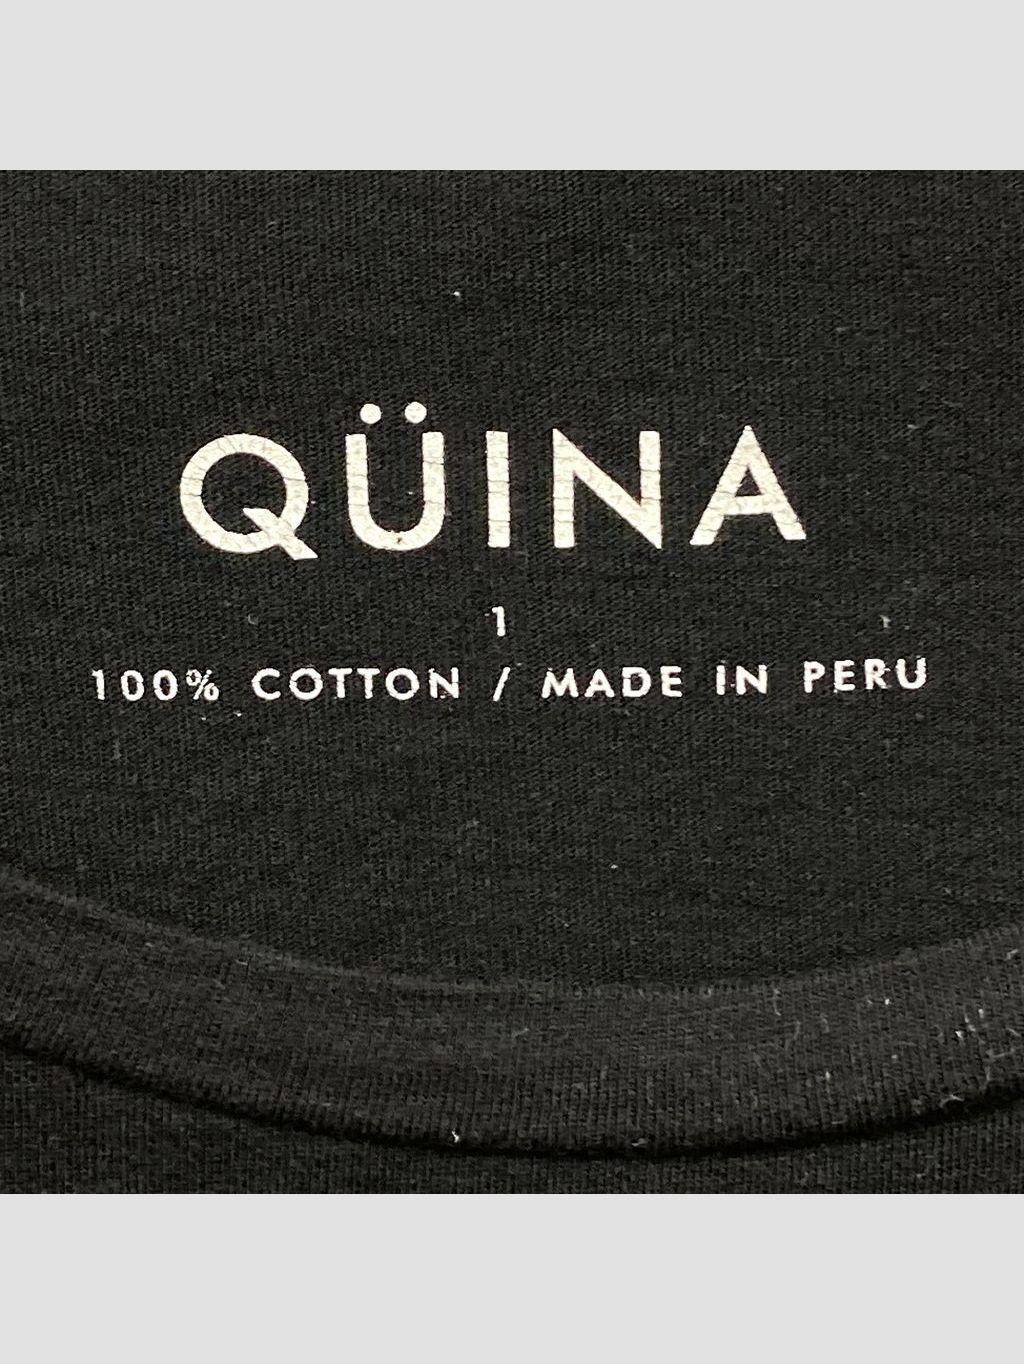 QÜINA
1
100% COTTON / MADE IN PERU